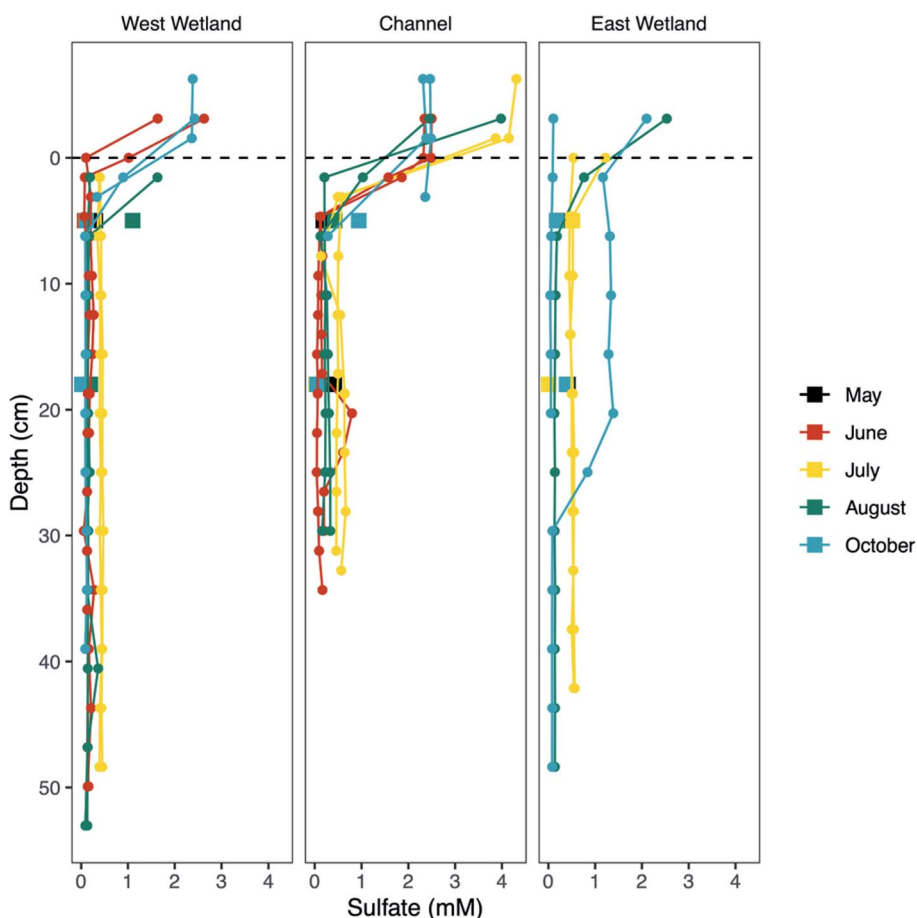 West Wetland Channel East Wetland
0
10
20
30
40
50
Depth (cm)
May
June
July
August
October
0 1 2 3 4 0 1 2 3 4 0 1 2 3 4
Sulfate (mM)